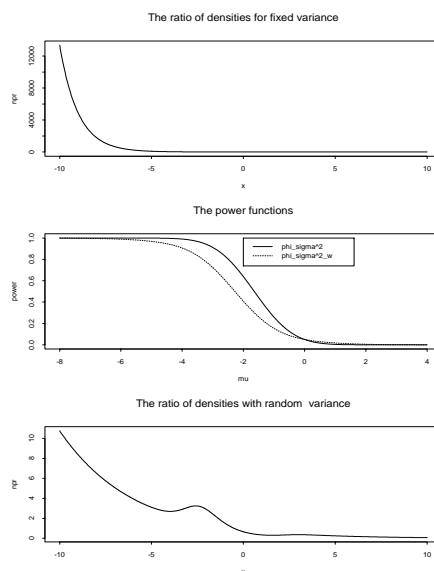 The ratio of densities for fixed variance
npr
12000
8000
4000
0
-10 -5 0 5 10
x
The power functions
power
1.0
0.8
0.6
0.4
0.2
0.0
phi_sigma^2
phi_sigma^2_w
-8 -6 -4 -2 0 2 4
mu
The ratio of densities with random variance
npr
10
8
6
4
2
0
-10 -5 0 5 10